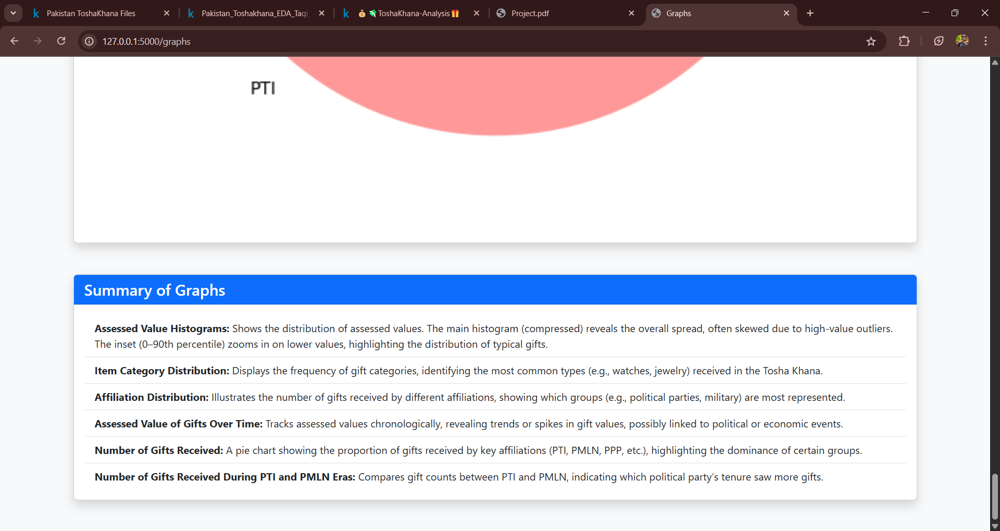 Pakistan ToshaKhana Files
Pakistan_Toshakhana_EDA_Taqi_
💰💸ToshaKhana-Analysis🎁
Project.pdf
Graphs
127.0.0.1:5000/graphs
PTI
Summary of Graphs
Assessed Value Histograms: Shows the distribution of assessed values. The main histogram (compressed) reveals the overall spread, often skewed due to high-value outliers.
The inset (0–90th percentile) zooms in on lower values, highlighting the distribution of typical gifts.
Item Category Distribution: Displays the frequency of gift categories, identifying the most common types (e.g., watches, jewelry) received in the Tosha Khana.
Affiliation Distribution: Illustrates the number of gifts received by different affiliations, showing which groups (e.g., political parties, military) are most represented.
Assessed Value of Gifts Over Time: Tracks assessed values chronologically, revealing trends or spikes in gift values, possibly linked to political or economic events.
Number of Gifts Received: A pie chart showing the proportion of gifts received by key affiliations (PTI, PMLN, PPP, etc.), highlighting the dominance of certain groups.
Number of Gifts Received During PTI and PMLN Eras: Compares gift counts between PTI and PMLN, indicating which political party’s tenure saw more gifts.